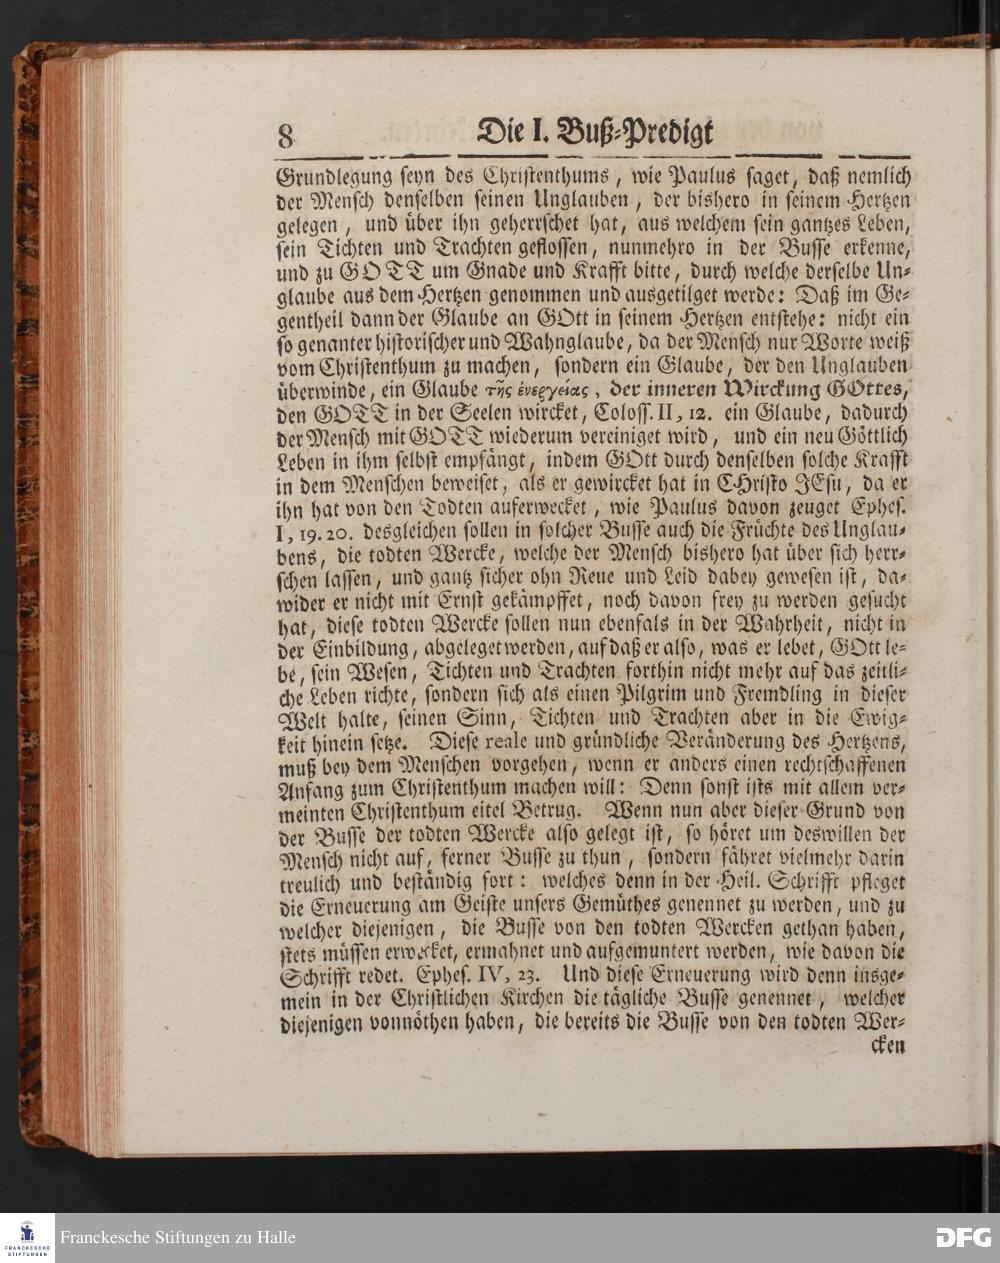 8 Die I. Buß-Predigt
Grundlegung seyn des Christenthums, wie Paulus saget, daß nemlich
der Mensch denselben seinen Unglauben, der bishero in seinem Hertzen
gelegen, und über ihn geherrschet hat, aus welchem sein gantzes Leben,
sein Tichten und Trachten geflossen, nunmehro in der Busse erkenne,
und zu GOTT um Gnade und Krafft bitte, durch welche derselbe Un-
glaube aus dem Hertzen genommen und ausgetilget werde: Daß im Ge-
gentheil dann der Glaube an GOtt in seinem Hertzen entstehe: nicht ein
so genanter historischer und Wahnglaube, da der Mensch nur Worte weiß
vom Christenthum zu machen, sondern ein Glaube, der den Unglauben
überwinde, ein Glaube τῆς ἐνεργείας, der inneren Wirckung GOttes,
den GOTT in der Seelen wircket, Coloss. II, 12. ein Glaube, dadurch
der Mensch mit GOTT wiederum vereiniget wird, und ein neu Göttlich
Leben in ihm selbst empfängt, indem GOtt durch denselben solche Krafft
in dem Menschen beweiset, als er gewircket hat in CHristo JEsu, da er
ihn hat von den Todten auferwecket, wie Paulus davon zeuget Ephes.
I, 19. 20. desgleichen sollen in solcher Busse auch die Früchte des Unglau-
bens, die todten Wercke, welche der Mensch bishero hat über sich herr-
schen lassen, und gantz sicher ohn Reue und Leid dabey gewesen ist, da-
wider er nicht mit Ernst gekämpffet, noch davon frey zu werden gesucht
hat, diese todten Wercke sollen nun ebenfals in der Wahrheit, nicht in
der Einbildung, abgeleget werden, auf daß er also, was er lebet, GOtt le-
be, sein Wesen, Tichten und Trachten forthin nicht mehr auf das zeitli-
che Leben richte, sondern sich als einen Pilgrim und Fremdling in dieser
Welt halte, seinen Sinn, Tichten und Trachten aber in die Ewig-
keit hinein setze. Diese reale und gründliche Veränderung des Hertzens,
muß bey dem Menschen vorgehen, wenn er anders einen rechtschaffenen
Anfang zum Christenthum machen will: Denn sonst ists mit allem ver-
meinten Christenthum eitel Betrug. Wenn nun aber dieser Grund von
der Busse der todten Wercke also gelegt ist, so höret um deswillen der
Mensch nicht auf, ferner Busse zu thun, sondern fähret vielmehr darin
treulich und beständig fort: welches denn in der Heil. Schrifft pfleget
die Erneuerung am Geiste unsers Gemüthes genennet zu werden, und zu
welcher diejenigen, die Busse von den todten Wercken gethan haben,
stets müssen erwecket, ermahnet und aufgemuntert werden, wie davon die
Schrifft redet. Ephes. IV, 23. Und diese Erneuerung wird denn insge-
mein in der Christlichen Kirchen die tägliche Busse genennet, welcher
diejenigen vonnöthen haben, die bereits die Busse von den todten Wer-
cken
FRANCKESCHE
STIFTUNGEN
Franckesche Stiftungen zu Halle
DFG